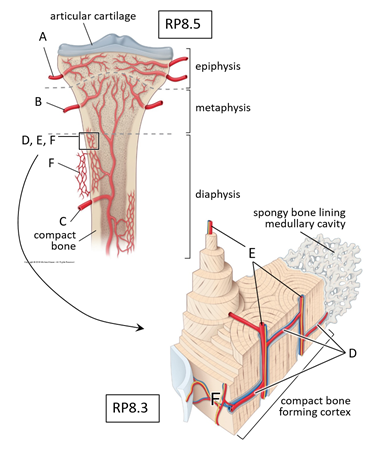 articular cartilage
RP8.5
A
epiphysis
B
metaphysis
D, E, F
F
diaphysis
C
compact
bone
spongy bone lining
medullary cavity
E
D
F
compact bone
forming cortex
RP8.3